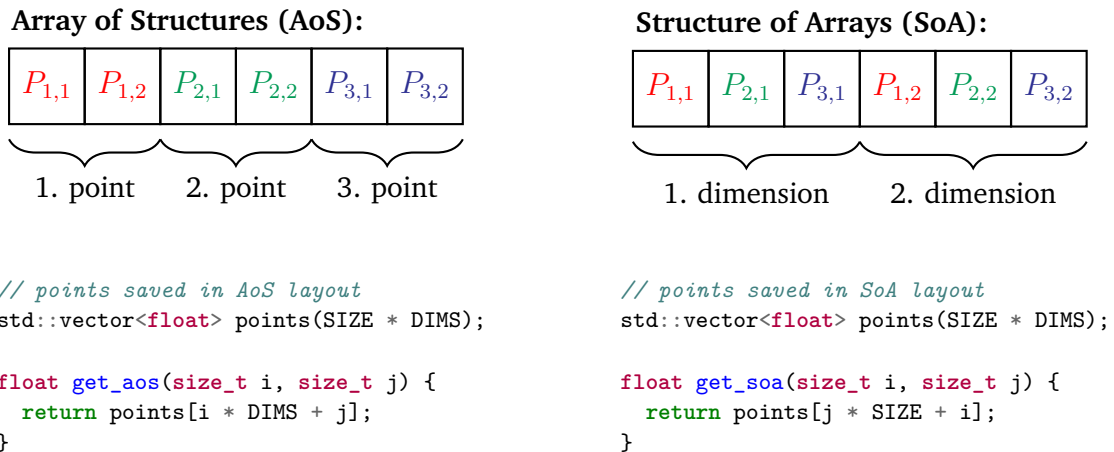 Array of Structures (AoS):
P1,1 P1,2 P2,1 P2,2 P3,1 P3,2
1. point 2. point 3. point
// points saved in AoS layout
std::vector<float> points(SIZE * DIMS);
float get_aos(size_t i, size_t j) {
return points[i * DIMS + j];
}
Structure of Arrays (SoA):
P1,1 P2,1 P3,1 P1,2 P2,2 P3,2
1. dimension 2. dimension
// points saved in SoA layout
std::vector<float> points(SIZE * DIMS);
float get_soa(size_t i, size_t j) {
return points[j * SIZE + i];
}